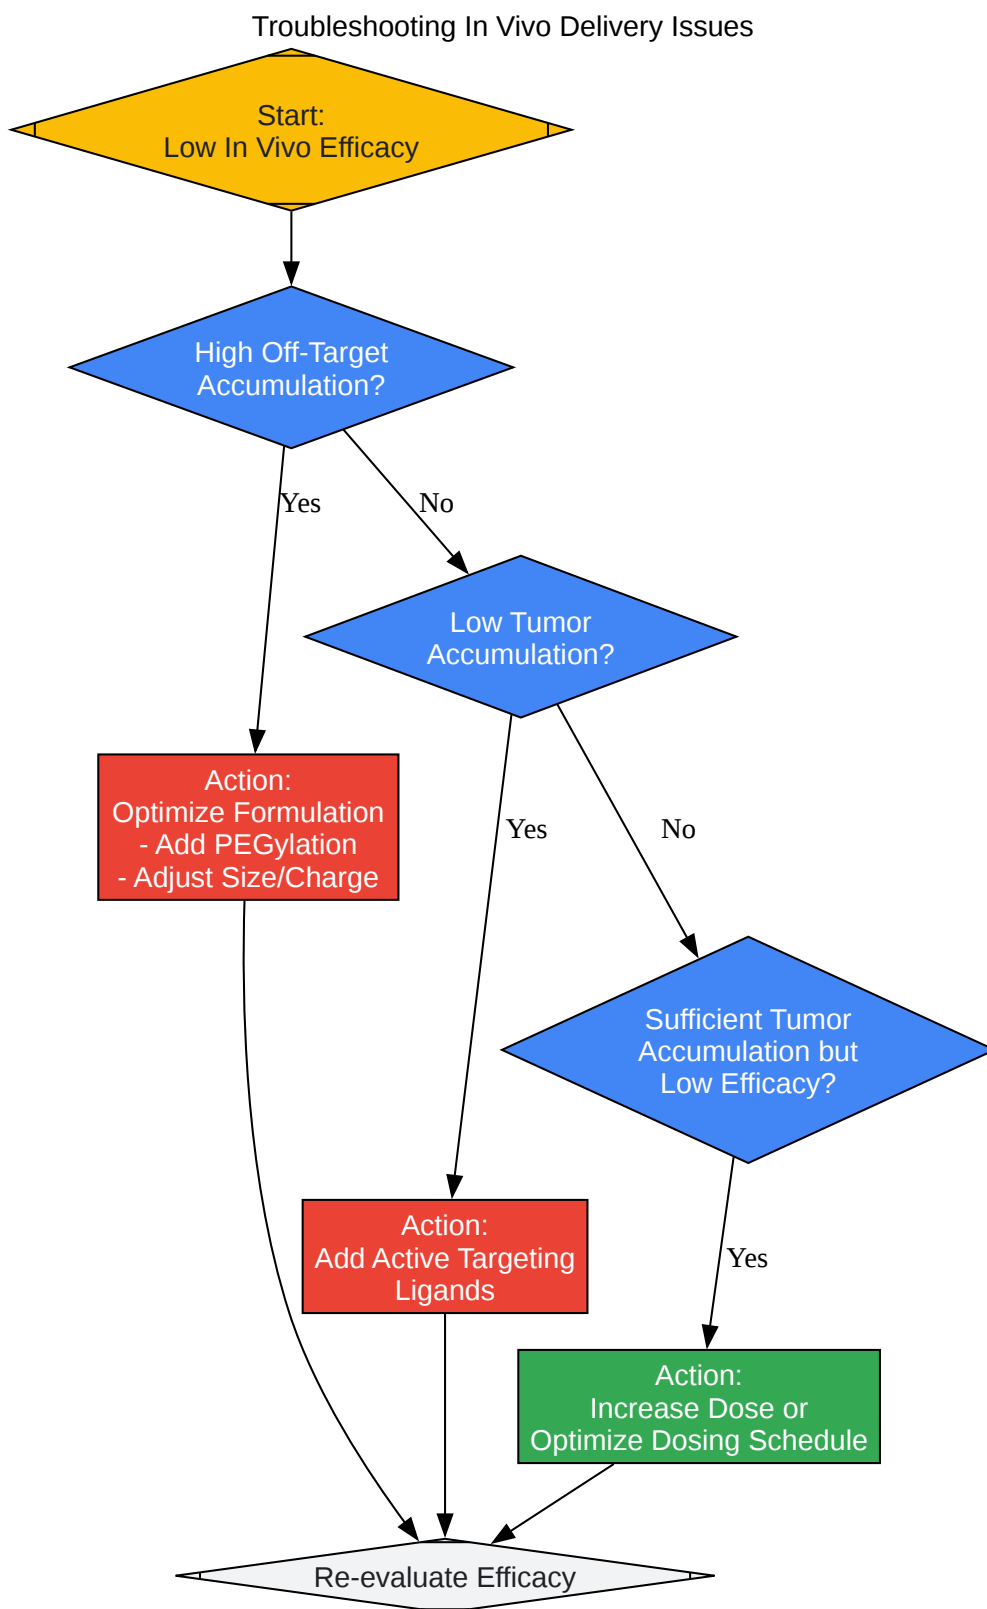 Troubleshooting In Vivo Delivery Issues
Start:
Low In Vivo Efficacy
High Off-Target
Accumulation?
Yes
No
Low Tumor
Accumulation?
Action:
Optimize Formulation
- Add PEGylation
- Adjust Size/Charge
Yes
No
Sufficient Tumor
Accumulation but
Low Efficacy?
Action:
Add Active Targeting
Ligands
Yes
Action:
Increase Dose or
Optimize Dosing Schedule
Re-evaluate Efficacy